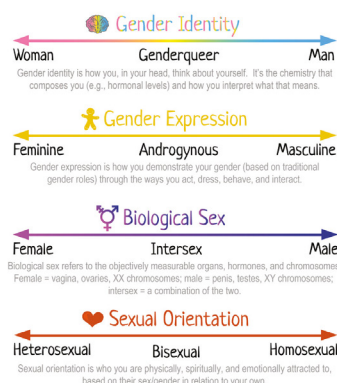 Gender Identity
Woman Genderqueer Man
Gender identity is how you, in your head, think about yourself. It's the chemistry that
composes you (e.g., hormonal levels) and how you interpret what that means.
Gender Expression
Feminine Androgynous Masculine
Gender expression is how you demonstrate your gender (based on traditional
gender roles) through the ways you act, dress, behave, and interact.
Biological Sex
Female Intersex Male
Biological sex refers to the objectively measurable organs, hormones, and chromosomes.
Female = vagina, ovaries, XX chromosomes; male = penis, testes, XY chromosomes;
intersex = a combination of the two.
Sexual Orientation
Heterosexual Bisexual Homosexual
Sexual orientation is who you are physically, spiritually, and emotionally attracted to,
based on their sex/gender in relation to your own.